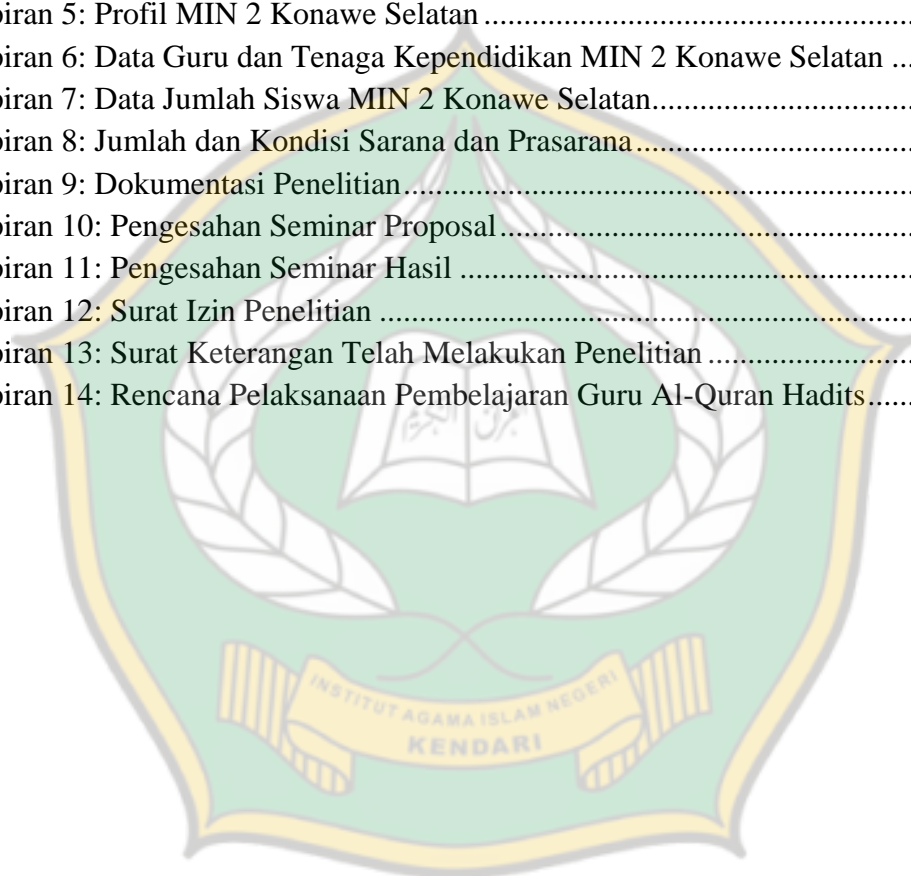 piran 5: Profil MIN 2 Konawe Selatan ........................................................
piran 6: Data Guru dan Tenaga Kependidikan MIN 2 Konawe Selatan ...
piran 7: Data Jumlah Siswa MIN 2 Konawe Selatan..................................
piran 8: Jumlah dan Kondisi Sarana dan Prasarana....................................
piran 9: Dokumentasi Penelitian....................................................................
piran 10: Pengesahan Seminar Proposal......................................................
piran 11: Pengesahan Seminar Hasil ...........................................................
piran 12: Surat Izin Penelitian ......................................................................
piran 13: Surat Keterangan Telah Melakukan Penelitian ..........................
piran 14: Rencana Pelaksanaan Pembelajaran Guru Al-Quran Hadits......
INSTITUT AGAMA ISLAM NEGERI
KENDARI